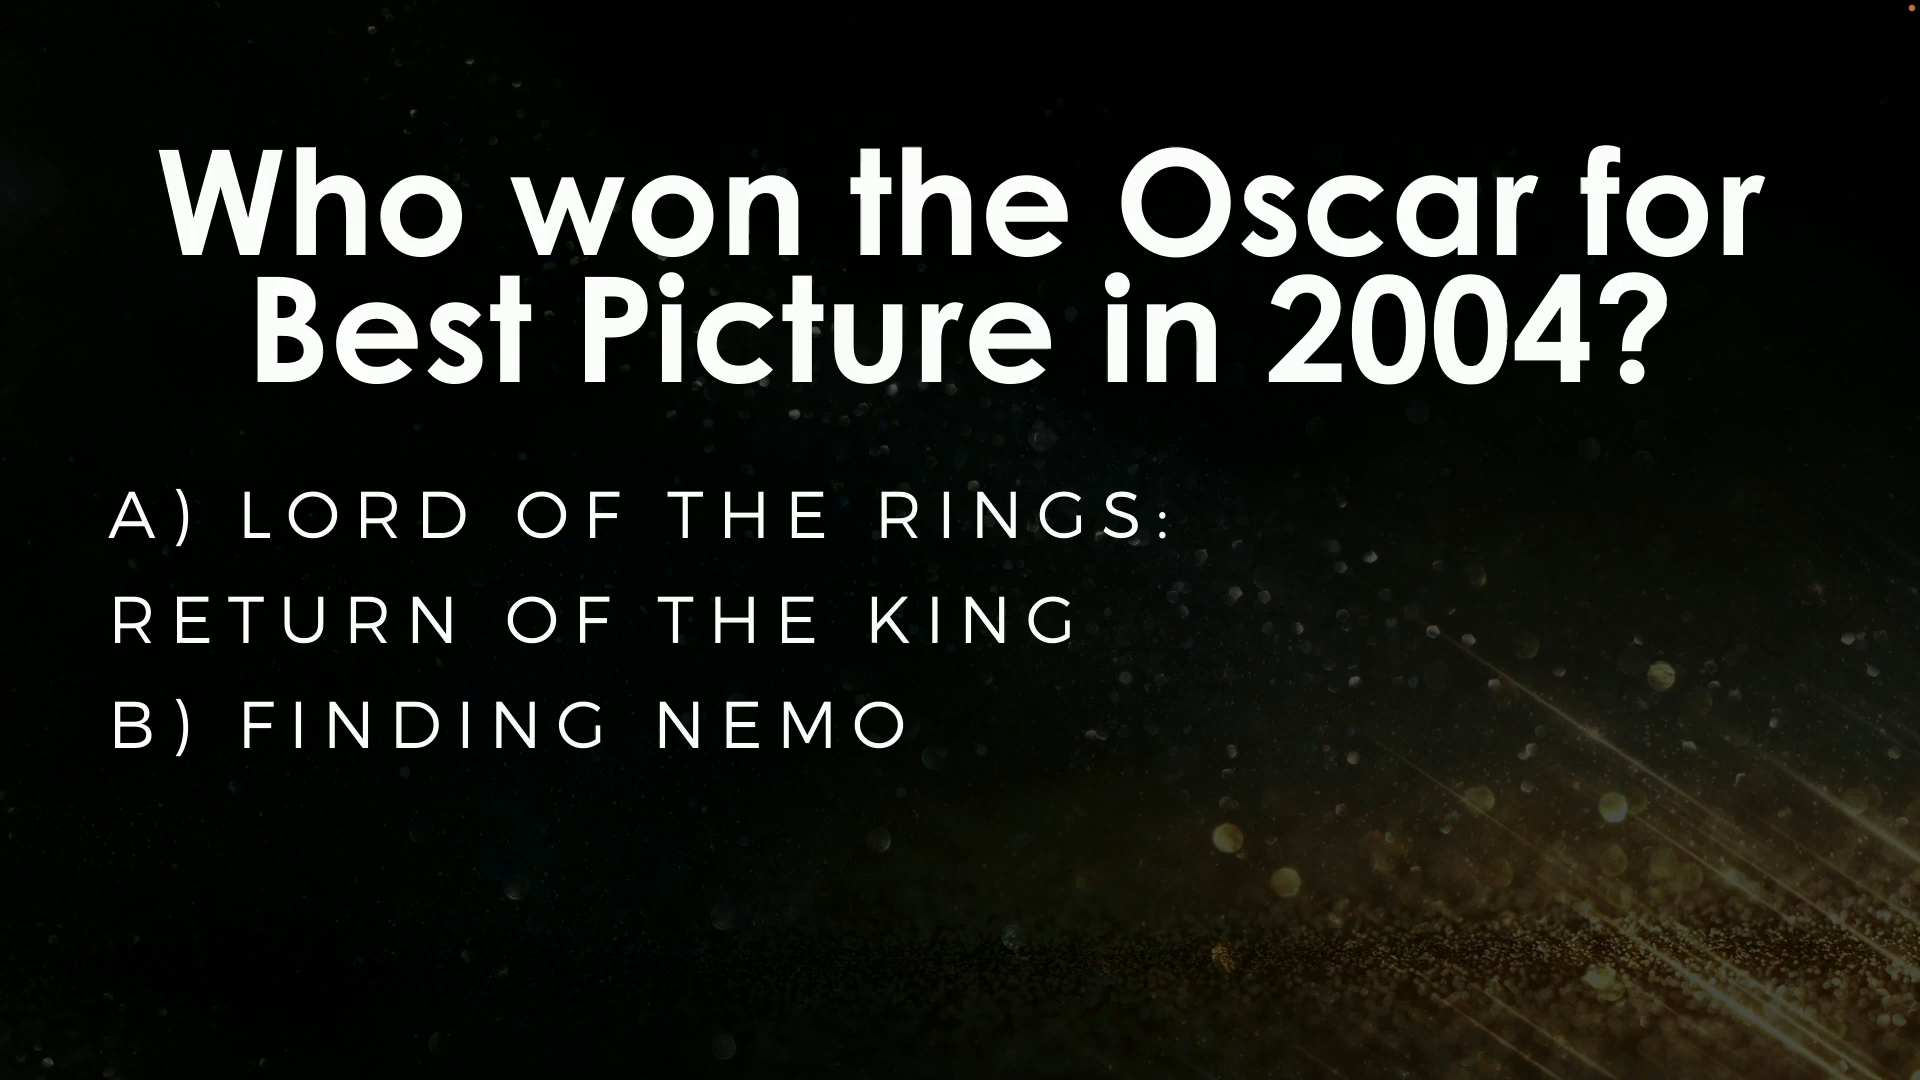 Who won the Oscar for
Best Picture in 2004?
A) LORD OF THE RINGS:
RETURN OF THE KING
B) FINDING NEMO